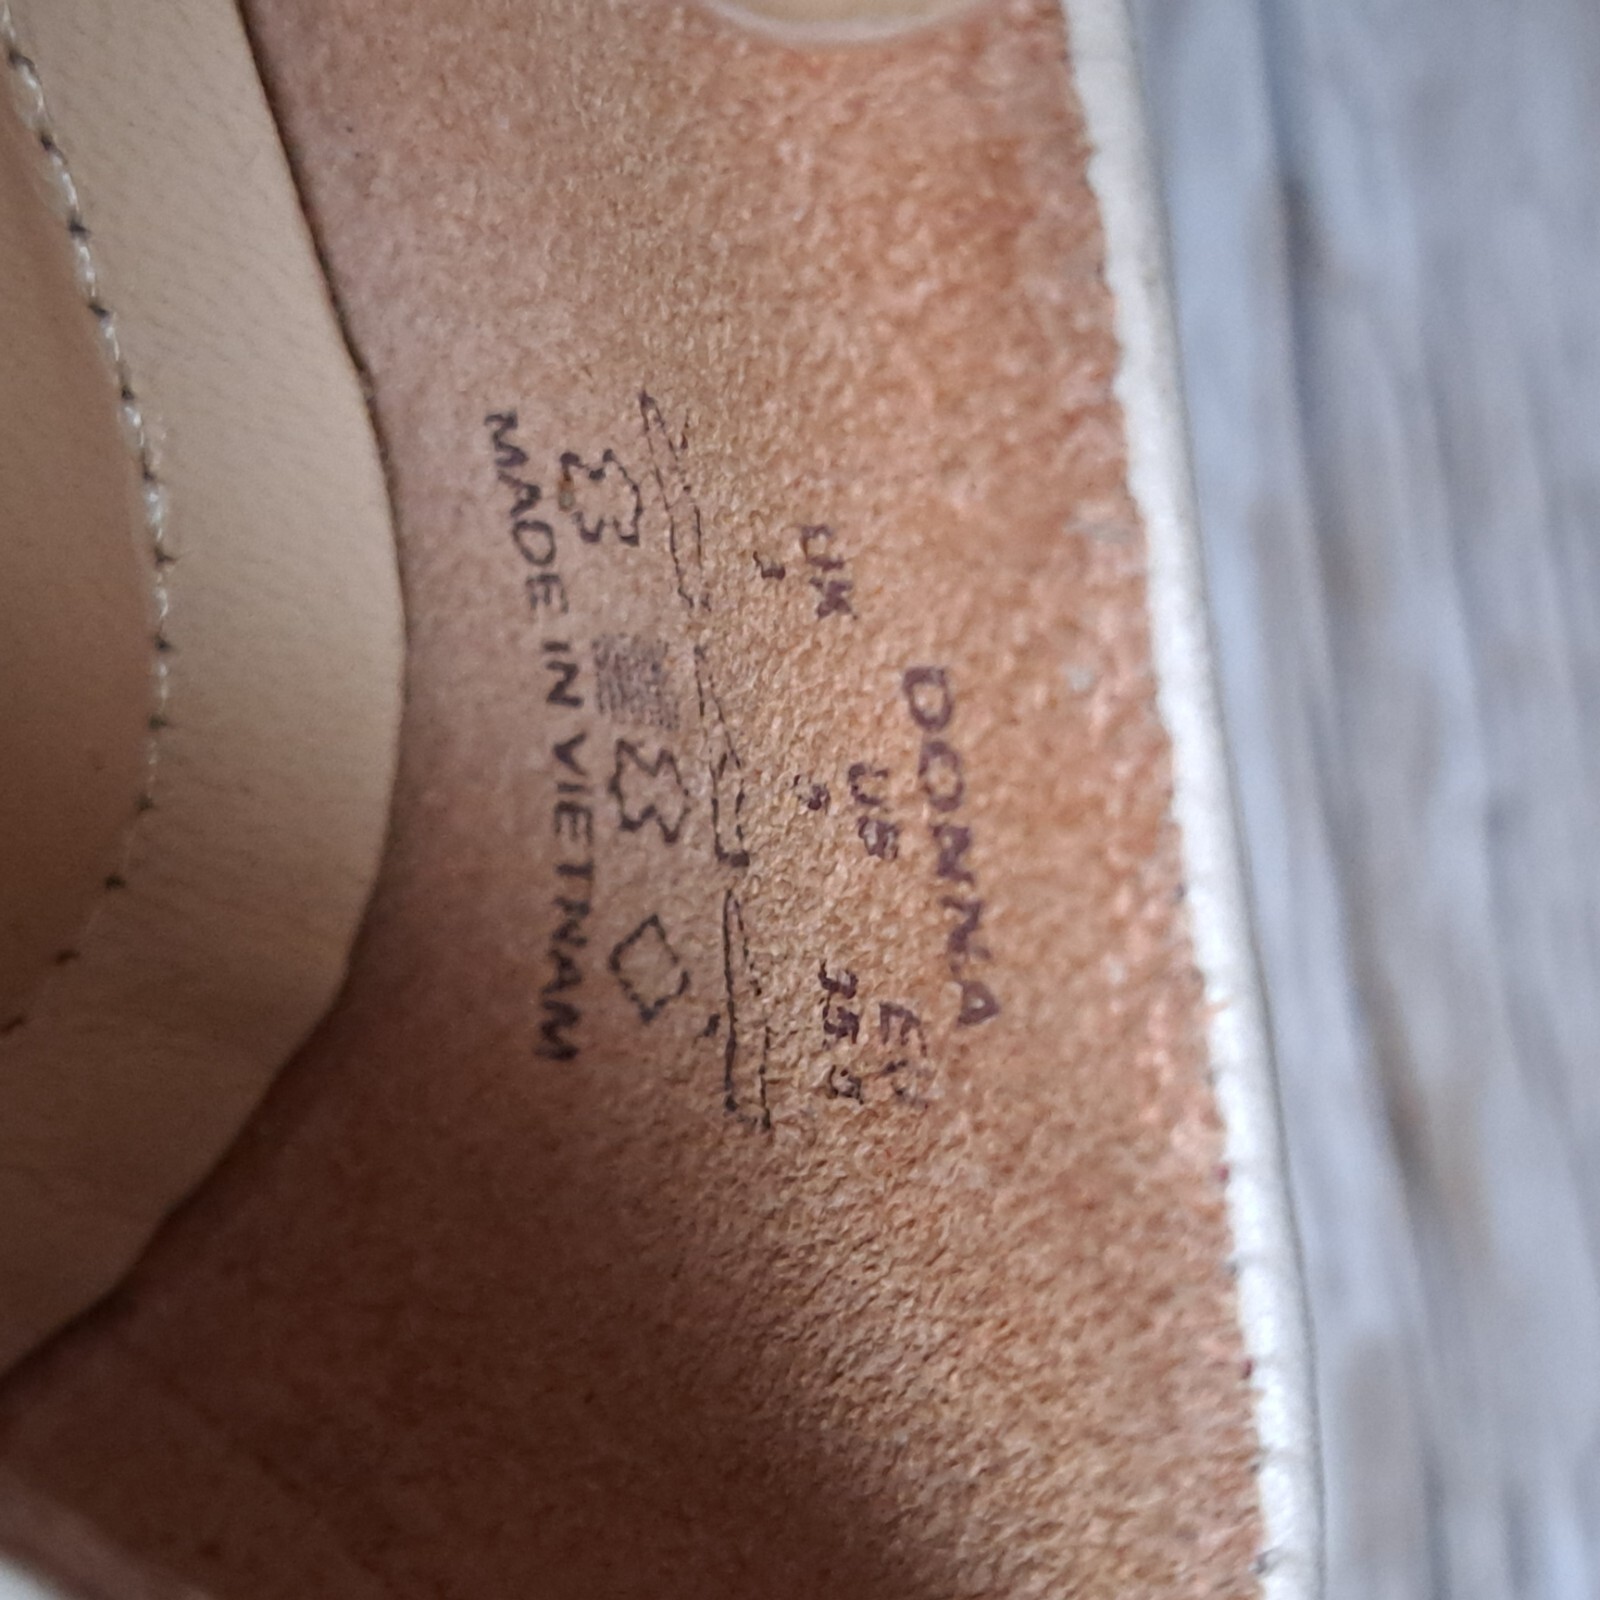 DONNA
UK US EU
3 5 35.5
MADE IN VIETNAM